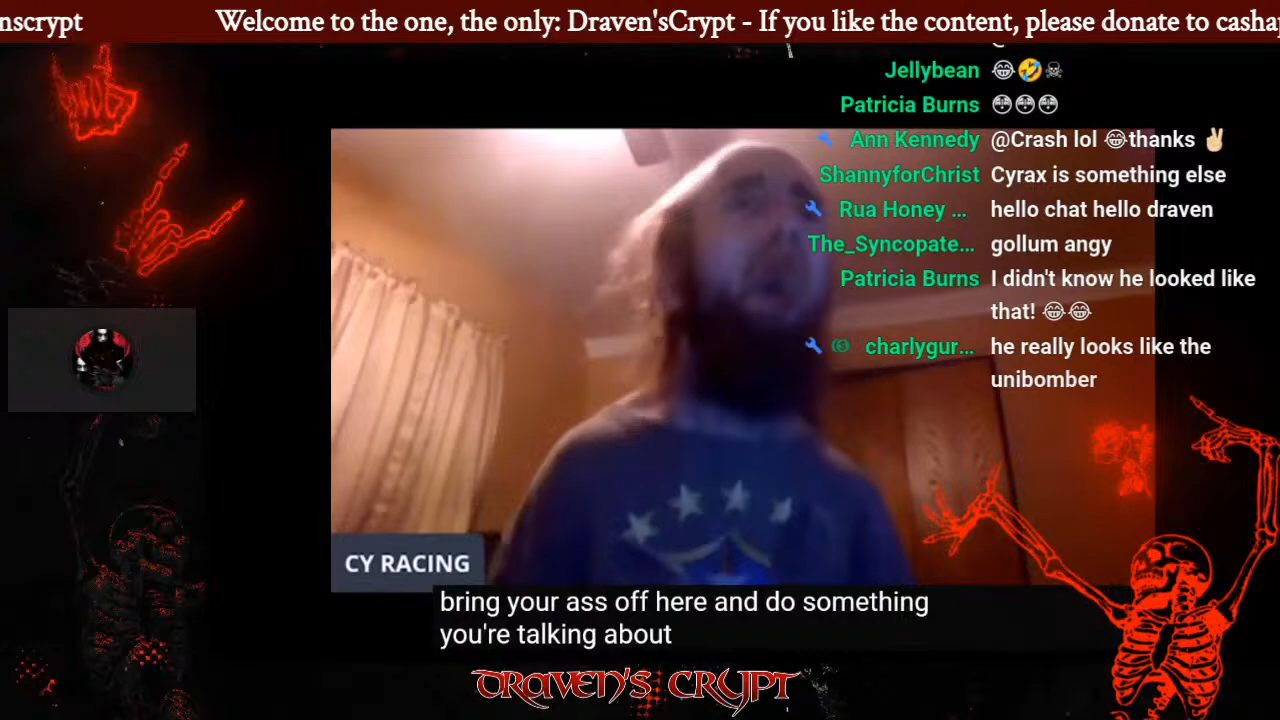 nscrypt Welcome to the one, the only: Draven'sCrypt - If you like the content, please donate to casha
Jellybean 😂🤣☠
Patricia Burns 😳😳😳
Ann Kennedy @Crash lol 😂thanks ✌🏻
ShannyforChrist Cyrax is something else
Rua Honey ... hello chat hello draven
The_Syncopate... gollum angy
Patricia Burns I didn't know he looked like
that! 😂😂
charlygur... he really looks like the
unibomber
CY RACING
bring your ass off here and do something
you're talking about
DRAVEN'S CRYPT